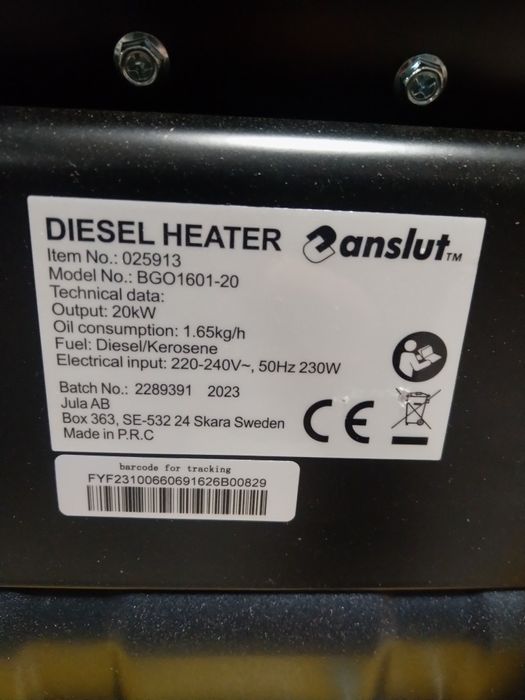 DIESEL HEATER anslut™
Item No.: 025913
Model No.: BGO1601-20
Technical data:
Output: 20kW
Oil consumption: 1.65kg/h
Fuel: Diesel/Kerosene
Electrical input: 220-240V~, 50Hz 230W
Batch No.: 2289391 2023
Jula AB
Box 363, SE-532 24 Skara Sweden
Made in P.R.C
CE
barcode for tracking
FYF23100660691626B00829